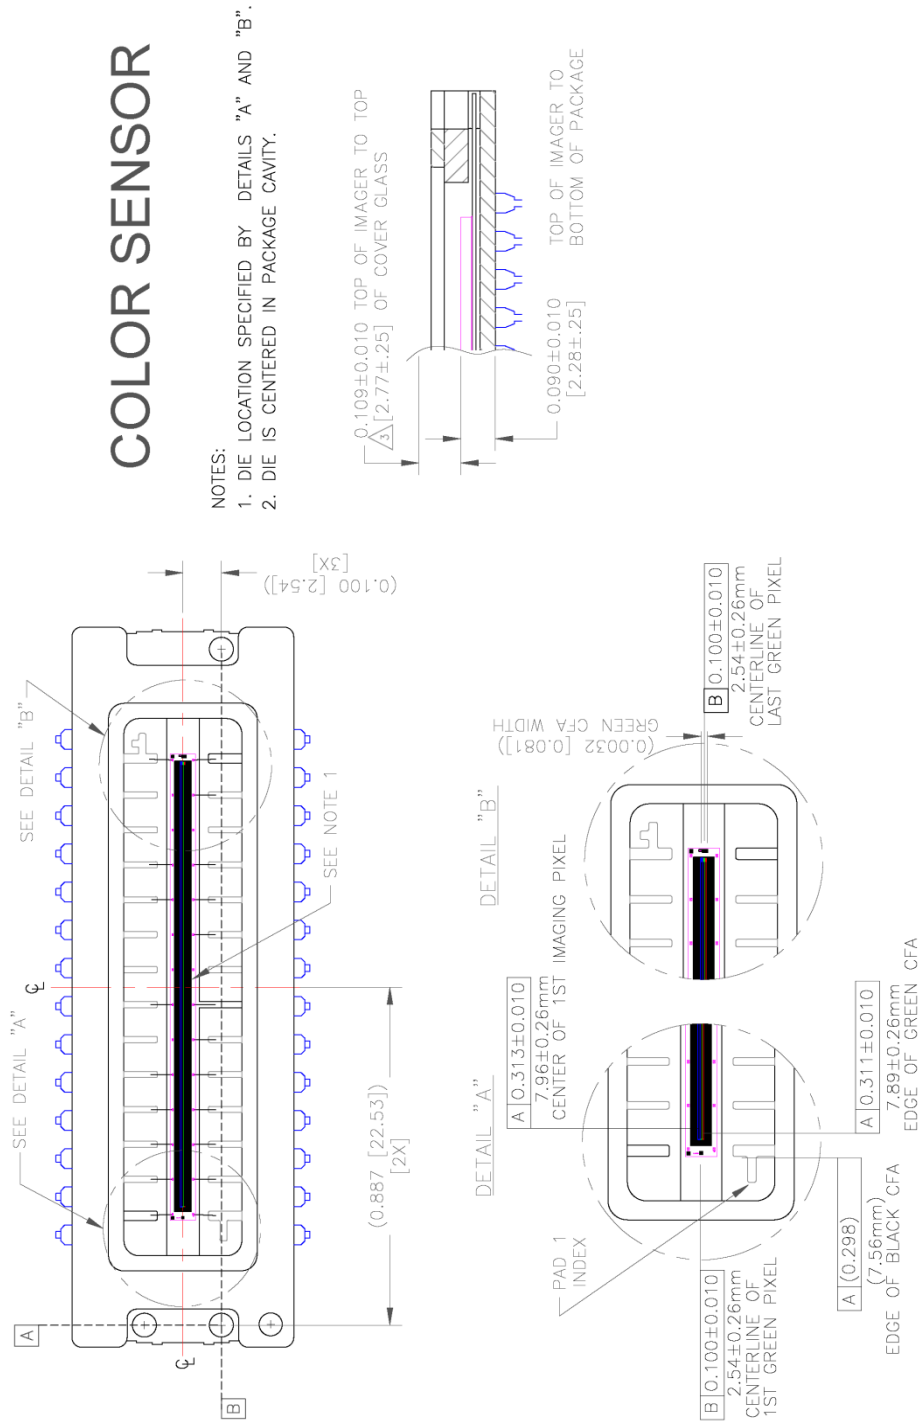 COLOR SENSOR
NOTES:
1. DIE LOCATION SPECIFIED BY DETAILS "A" AND "B".
2. DIE IS CENTERED IN PACKAGE CAVITY.
0.109±0.010 TOP OF IMAGER TO TOP
3 [2.77±.25] OF COVER GLASS
0.090±0.010
[2.28±.25]
TOP OF IMAGER TO
BOTTOM OF PACKAGE
SEE DETAIL "A"
SEE DETAIL "B"
SEE NOTE 1
A
B
℄
℄
(0.100 [2.54])
[3X]
(0.887 [22.53])
[2X]
DETAIL "A"
A 0.313±0.010
7.96±0.26mm
CENTER OF 1ST IMAGING PIXEL
PAD 1
INDEX
B 0.100±0.010
2.54±0.26mm
CENTERLINE OF
1ST GREEN PIXEL
A (0.298)
(7.56mm)
EDGE OF BLACK CFA
A 0.311±0.010
7.89±0.26mm
EDGE OF GREEN CFA
DETAIL "B"
(0.0032 [0.081])
GREEN CFA WIDTH
B 0.100±0.010
2.54±0.26mm
CENTERLINE OF
LAST GREEN PIXEL